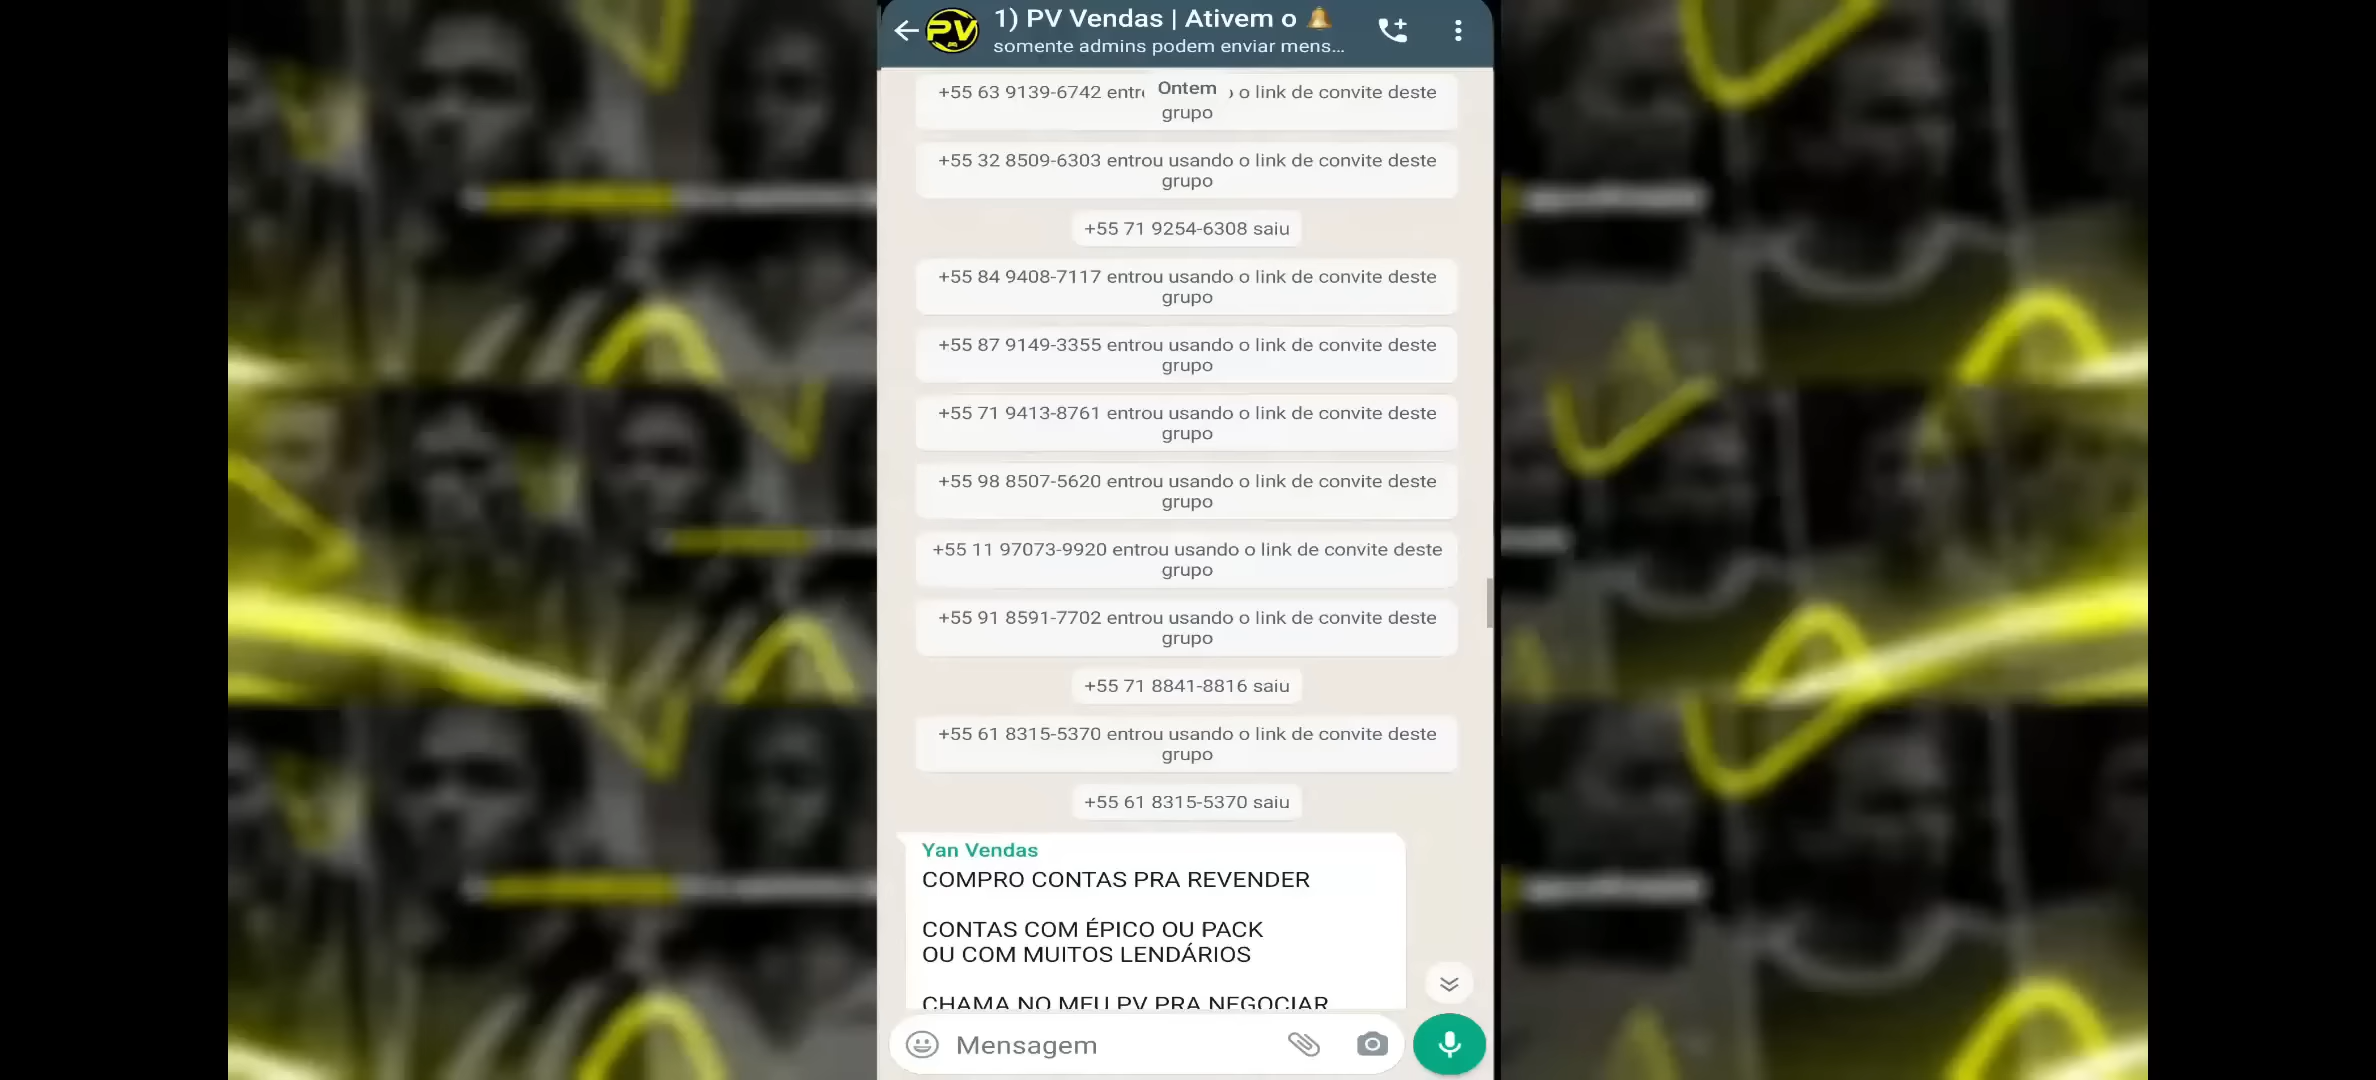 PV
1) PV Vendas | Ativem o 🔔
somente admins podem enviar mens...
Ontem
+55 63 9139-6742 entr o link de convite deste
grupo
+55 32 8509-6303 entrou usando o link de convite deste
grupo
+55 71 9254-6308 saiu
+55 84 9408-7117 entrou usando o link de convite deste
grupo
+55 87 9149-3355 entrou usando o link de convite deste
grupo
+55 71 9413-8761 entrou usando o link de convite deste
grupo
+55 98 8507-5620 entrou usando o link de convite deste
grupo
+55 11 97073-9920 entrou usando o link de convite deste
grupo
+55 91 8591-7702 entrou usando o link de convite deste
grupo
+55 71 8841-8816 saiu
+55 61 8315-5370 entrou usando o link de convite deste
grupo
+55 61 8315-5370 saiu
Yan Vendas
COMPRO CONTAS PRA REVENDER
CONTAS COM ÉPICO OU PACK
OU COM MUITOS LENDÁRIOS
CHAMA NO MEU PV PRA NEGOCIAR
Mensagem